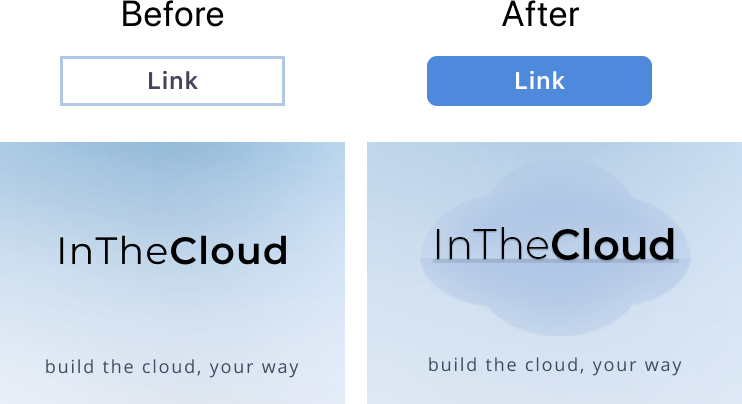 Before
After
Link
Link
InTheCloud
InTheCloud
build the cloud, your way
build the cloud, your way